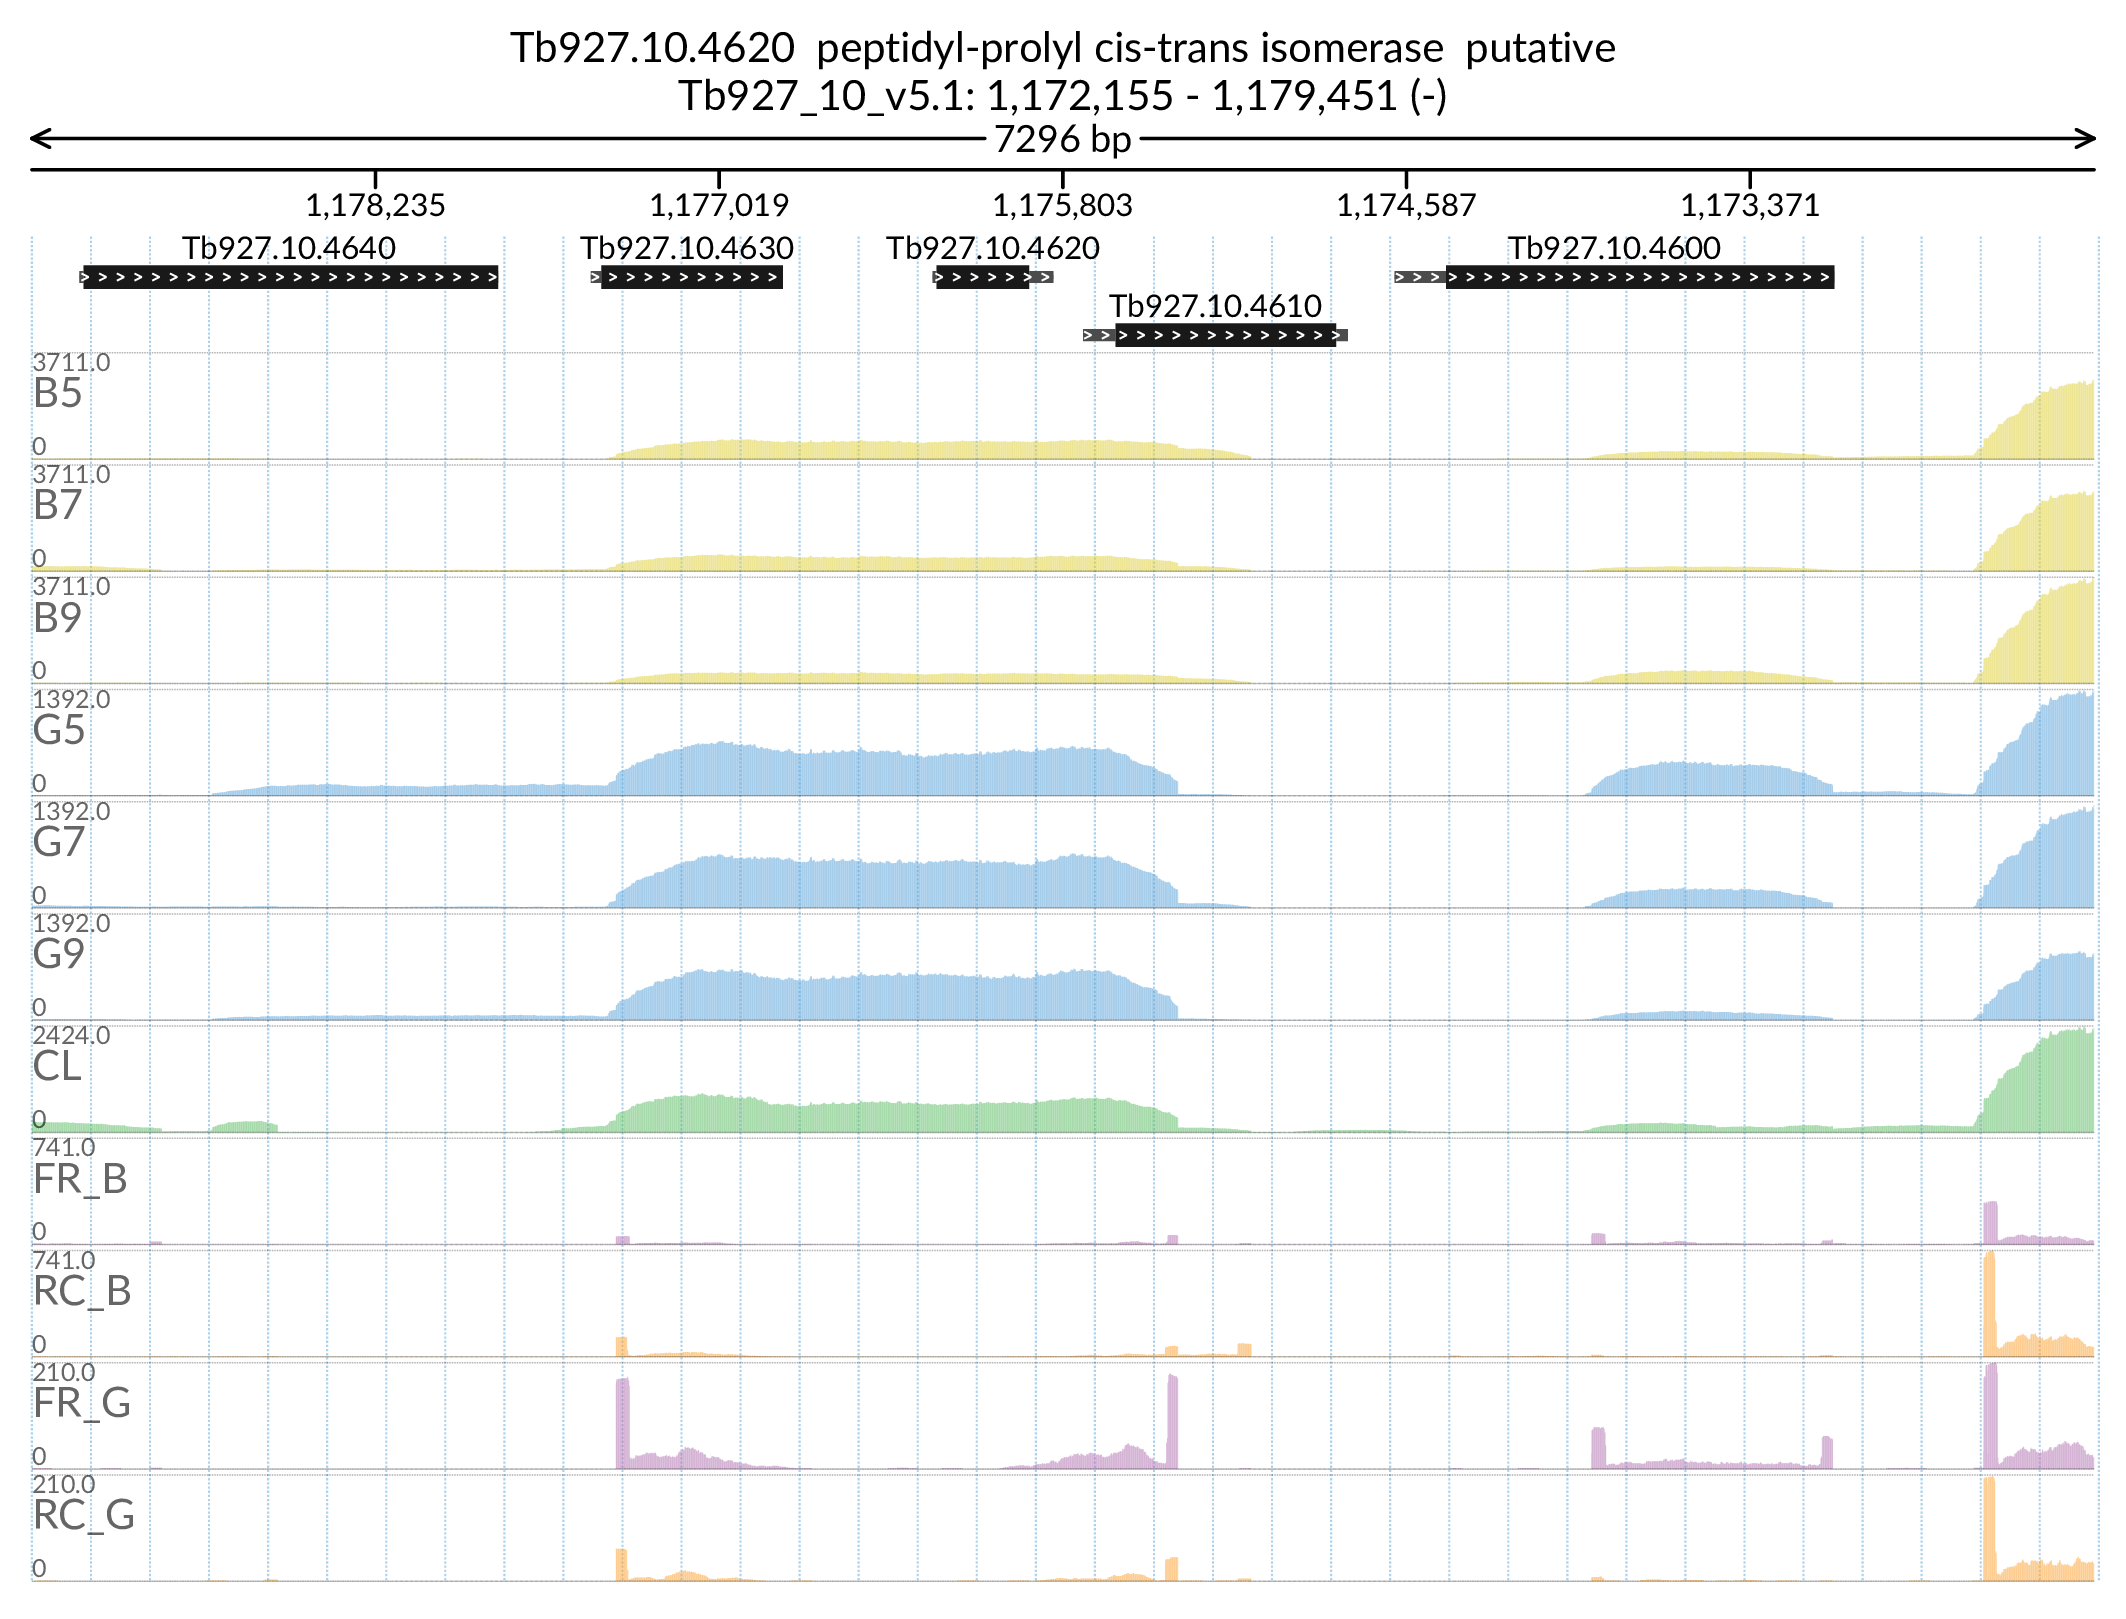 Tb927.10.4620  peptidyl-prolyl cis-trans isomerase  putative
Tb927_10_v5.1: 1,172,155 - 1,179,451 (-)
7296 bp
1,178,235 1,177,019 1,175,803 1,174,587 1,173,371
Tb927.10.4640 Tb927.10.4630 Tb927.10.4620 Tb927.10.4600
Tb927.10.4610
3711.0
B5
0
3711.0
B7
0
3711.0
B9
0
1392.0
G5
0
1392.0
G7
0
1392.0
G9
0
2424.0
CL
0
741.0
FR_B
0
741.0
RC_B
0
210.0
FR_G
0
210.0
RC_G
0